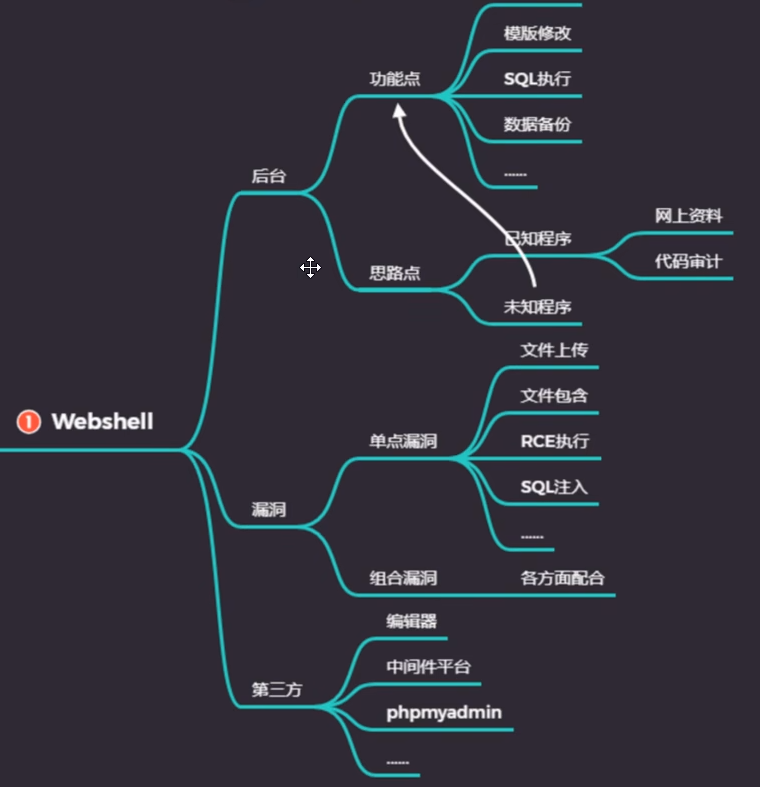 1 Webshell
后台
功能点
模版修改
SQL执行
数据备份
......
思路点
已知程序
网上资料
代码审计
未知程序
漏洞
单点漏洞
文件上传
文件包含
RCE执行
SQL注入
......
组合漏洞
各方面配合
第三方
编辑器
中间件平台
phpmyadmin
......